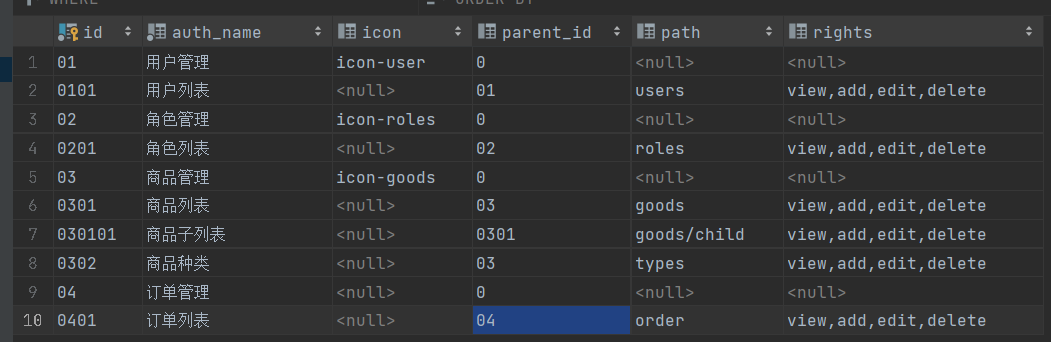 WHERE ORDER BY
id auth_name icon parent_id path rights
1 01 用户管理 icon-user 0 <null> <null>
2 0101 用户列表 <null> 01 users view,add,edit,delete
3 02 角色管理 icon-roles 0 <null> <null>
4 0201 角色列表 <null> 02 roles view,add,edit,delete
5 03 商品管理 icon-goods 0 <null> <null>
6 0301 商品列表 <null> 03 goods view,add,edit,delete
7 030101 商品子列表 <null> 0301 goods/child view,add,edit,delete
8 0302 商品种类 <null> 03 types view,add,edit,delete
9 04 订单管理 <null> 0 <null> <null>
10 0401 订单列表 <null> 04 order view,add,edit,delete